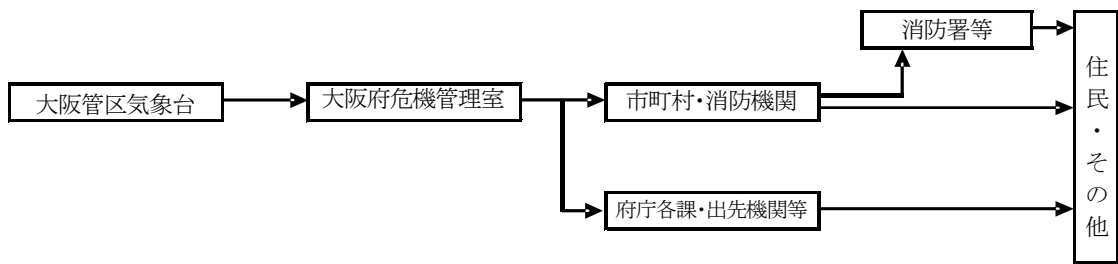 消防署等
大阪管区気象台
大阪府危機管理室
市町村・消防機関
府庁各課・出先機関等
住民・その他